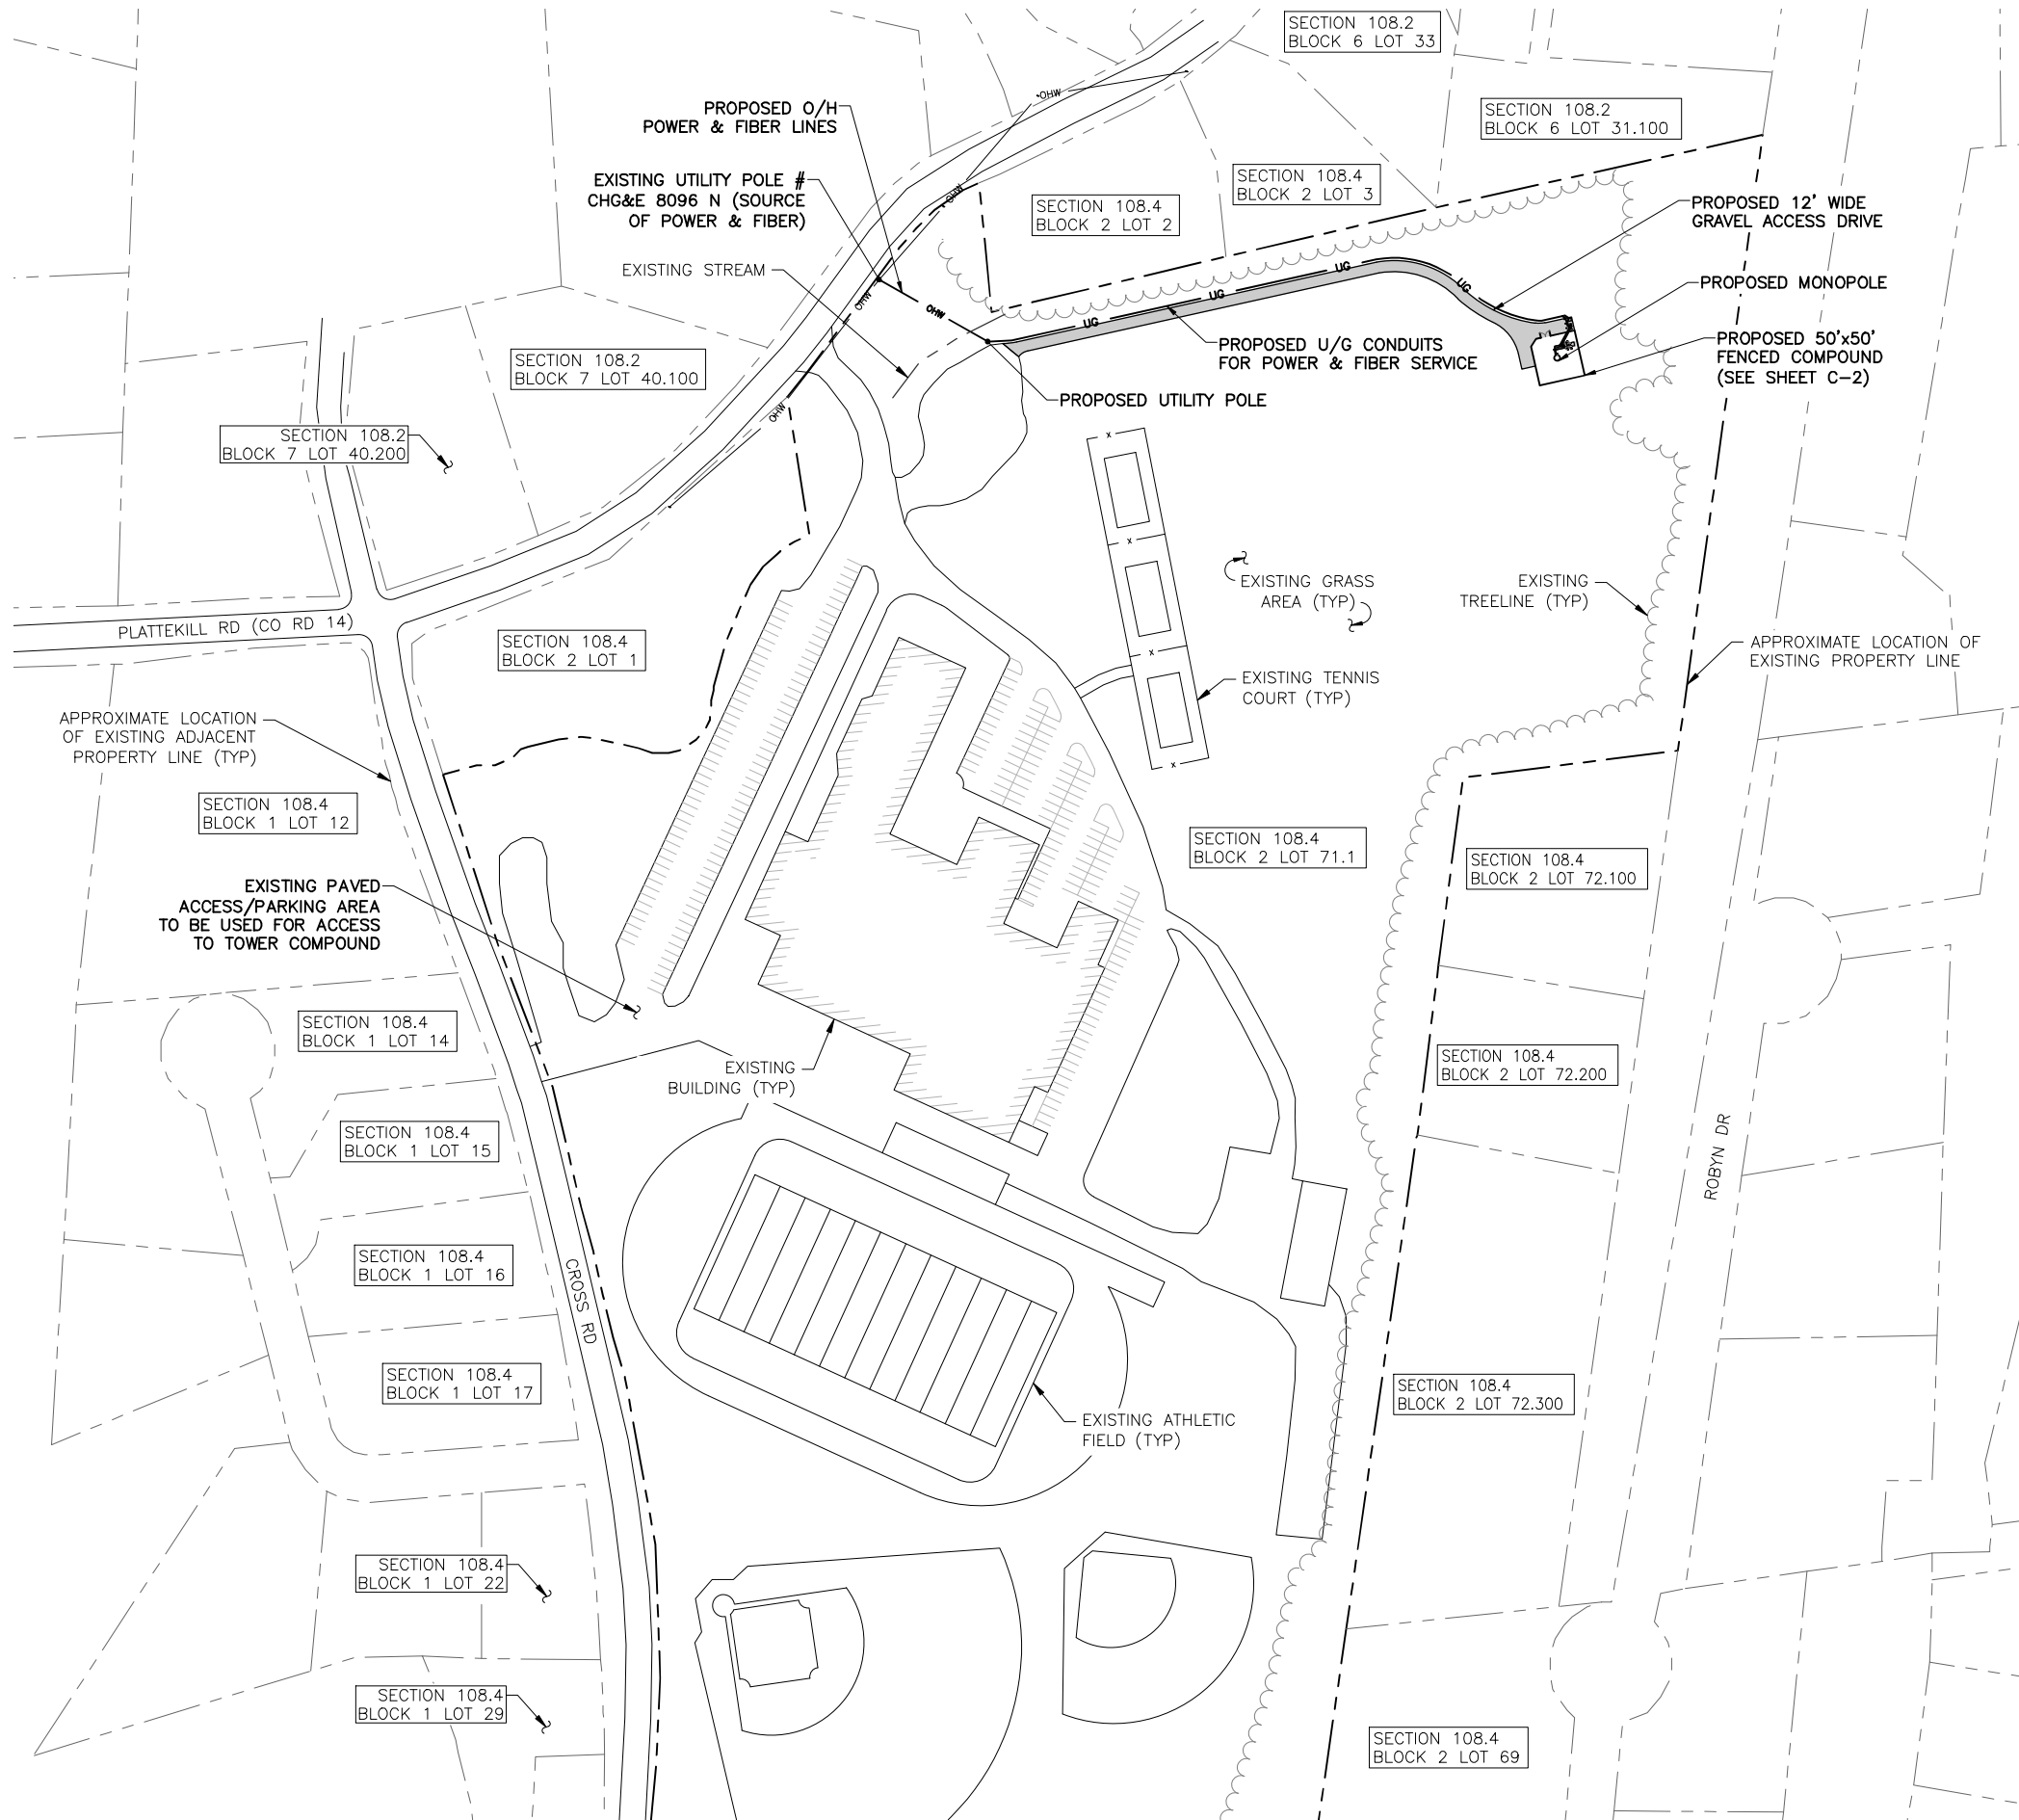 SECTION 108.2
BLOCK 6 LOT 33
OHW
PROPOSED O/H
POWER & FIBER LINES
SECTION 108.2
BLOCK 6 LOT 31.100
EXISTING UTILITY POLE #
CHG&E 8096 N (SOURCE
OF POWER & FIBER)
OHW
SECTION 108.4
BLOCK 2 LOT 3
SECTION 108.4
BLOCK 2 LOT 2
PROPOSED 12' WIDE
GRAVEL ACCESS DRIVE
EXISTING STREAM
OHW
OHW
UG
UG
UG
UG
PROPOSED MONOPOLE
PROPOSED U/G CONDUITS
FOR POWER & FIBER SERVICE
PROPOSED 50'x50'
FENCED COMPOUND
(SEE SHEET C-2)
SECTION 108.2
BLOCK 7 LOT 40.100
PROPOSED UTILITY POLE
OHW
SECTION 108.2
BLOCK 7 LOT 40.200
X
X
X
X
EXISTING GRASS
AREA (TYP)
EXISTING
TREELINE (TYP)
PLATTEKILL RD (CO RD 14)
SECTION 108.4
BLOCK 2 LOT 1
APPROXIMATE LOCATION OF
EXISTING PROPERTY LINE
EXISTING TENNIS
COURT (TYP)
APPROXIMATE LOCATION
OF EXISTING ADJACENT
PROPERTY LINE (TYP)
SECTION 108.4
BLOCK 1 LOT 12
SECTION 108.4
BLOCK 2 LOT 71.1
SECTION 108.4
BLOCK 2 LOT 72.100
EXISTING PAVED
ACCESS/PARKING AREA
TO BE USED FOR ACCESS
TO TOWER COMPOUND
SECTION 108.4
BLOCK 1 LOT 14
EXISTING
BUILDING (TYP)
SECTION 108.4
BLOCK 2 LOT 72.200
SECTION 108.4
BLOCK 1 LOT 15
ROBYN DR
SECTION 108.4
BLOCK 1 LOT 16
CROSS RD
SECTION 108.4
BLOCK 1 LOT 17
SECTION 108.4
BLOCK 2 LOT 72.300
EXISTING ATHLETIC
FIELD (TYP)
SECTION 108.4
BLOCK 1 LOT 22
SECTION 108.4
BLOCK 1 LOT 29
SECTION 108.4
BLOCK 2 LOT 69